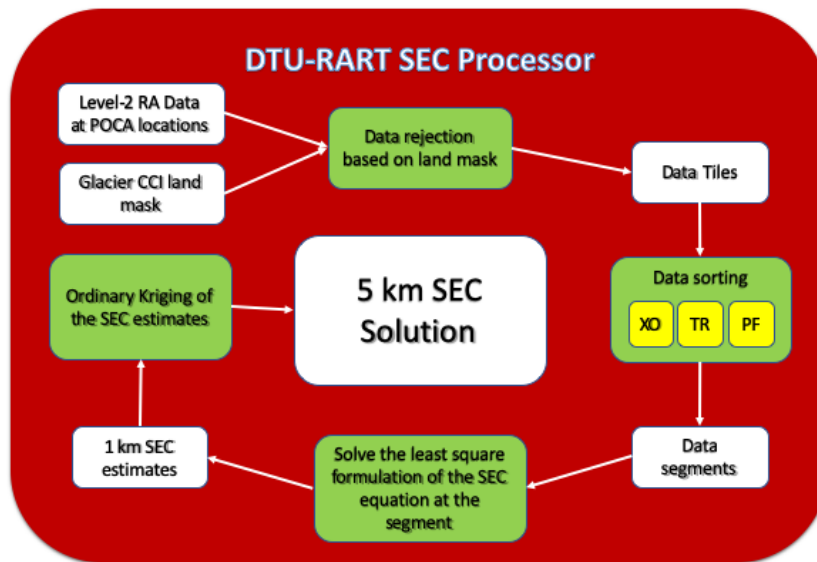 DTU-RART SEC Processor
Level-2 RA Data
at POCA locations
Glacier CCI land
mask
Data rejection
based on land mask
Data Tiles
Data sorting
XO TR PF
Data
segments
Solve the least square
formulation of the SEC
equation at the
segment
1 km SEC
estimates
Ordinary Kriging of
the SEC estimates
5 km SEC
Solution